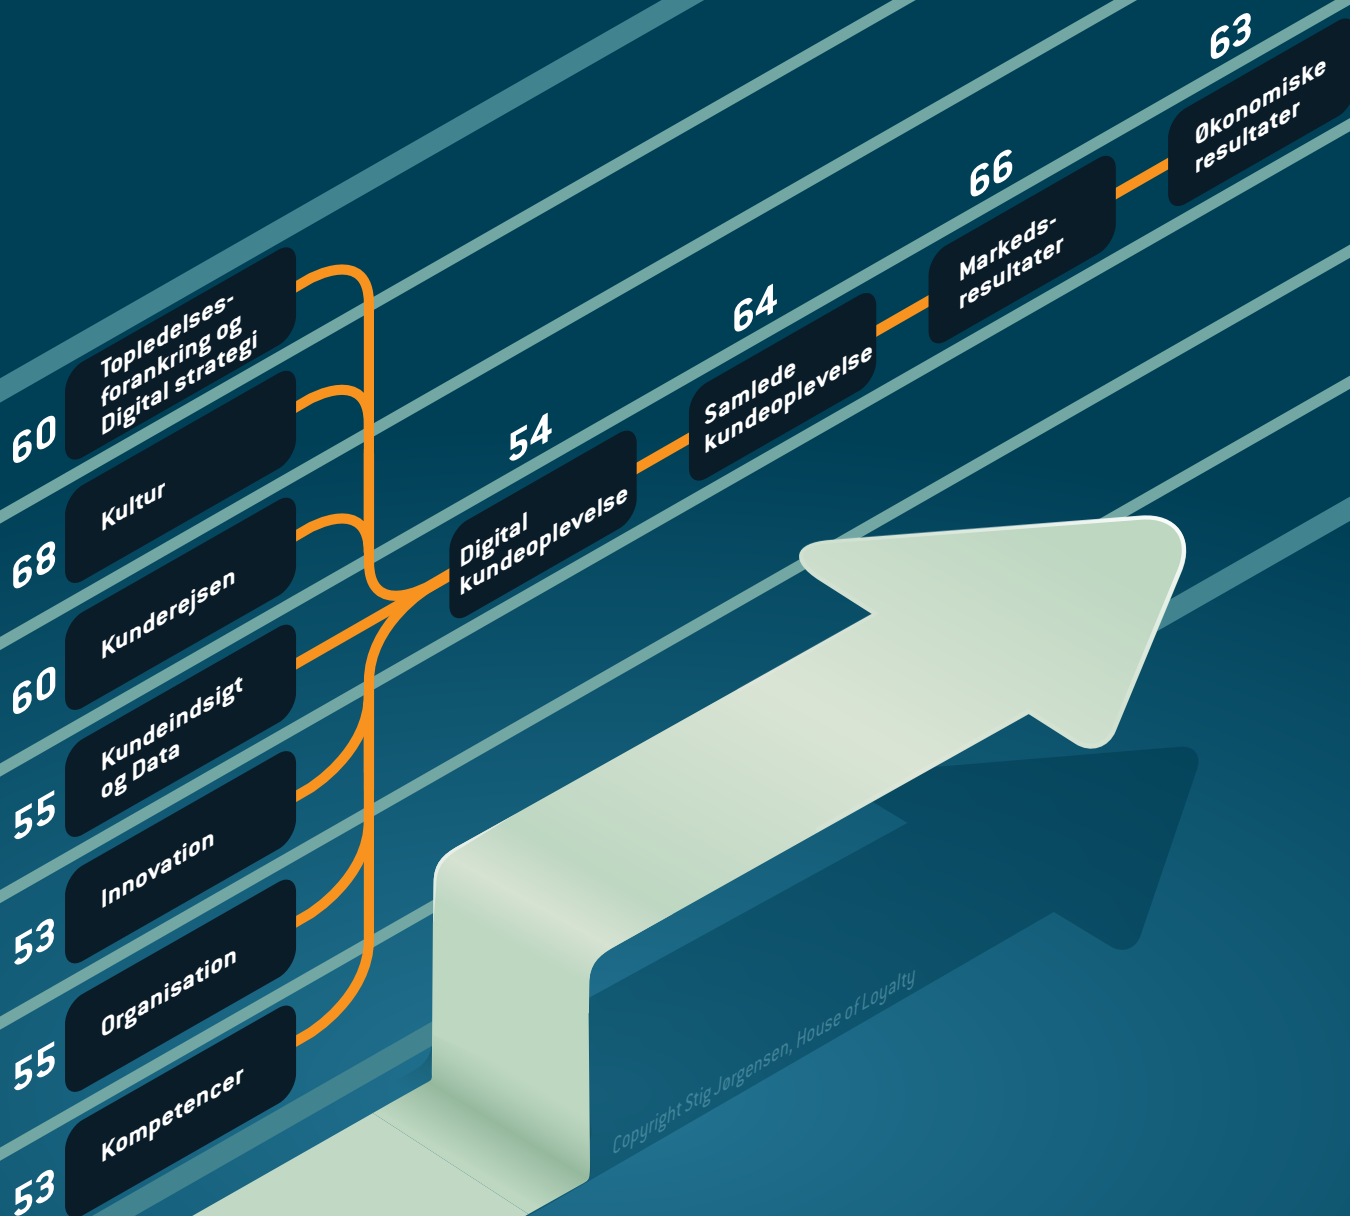 60
Topledelses-
forankring og
Digital strategi
68
Kultur
60
Kunderejsen
55
Kundeindsigt
og Data
53
Innovation
55
Organisation
53
Kompetencer
54
Digital
kundeoplevelse
64
Samlede
kundeoplevelse
66
Markeds-
resultater
63
Økonomiske
resultater
Copyright Stig Jørgensen, House of Loyalty